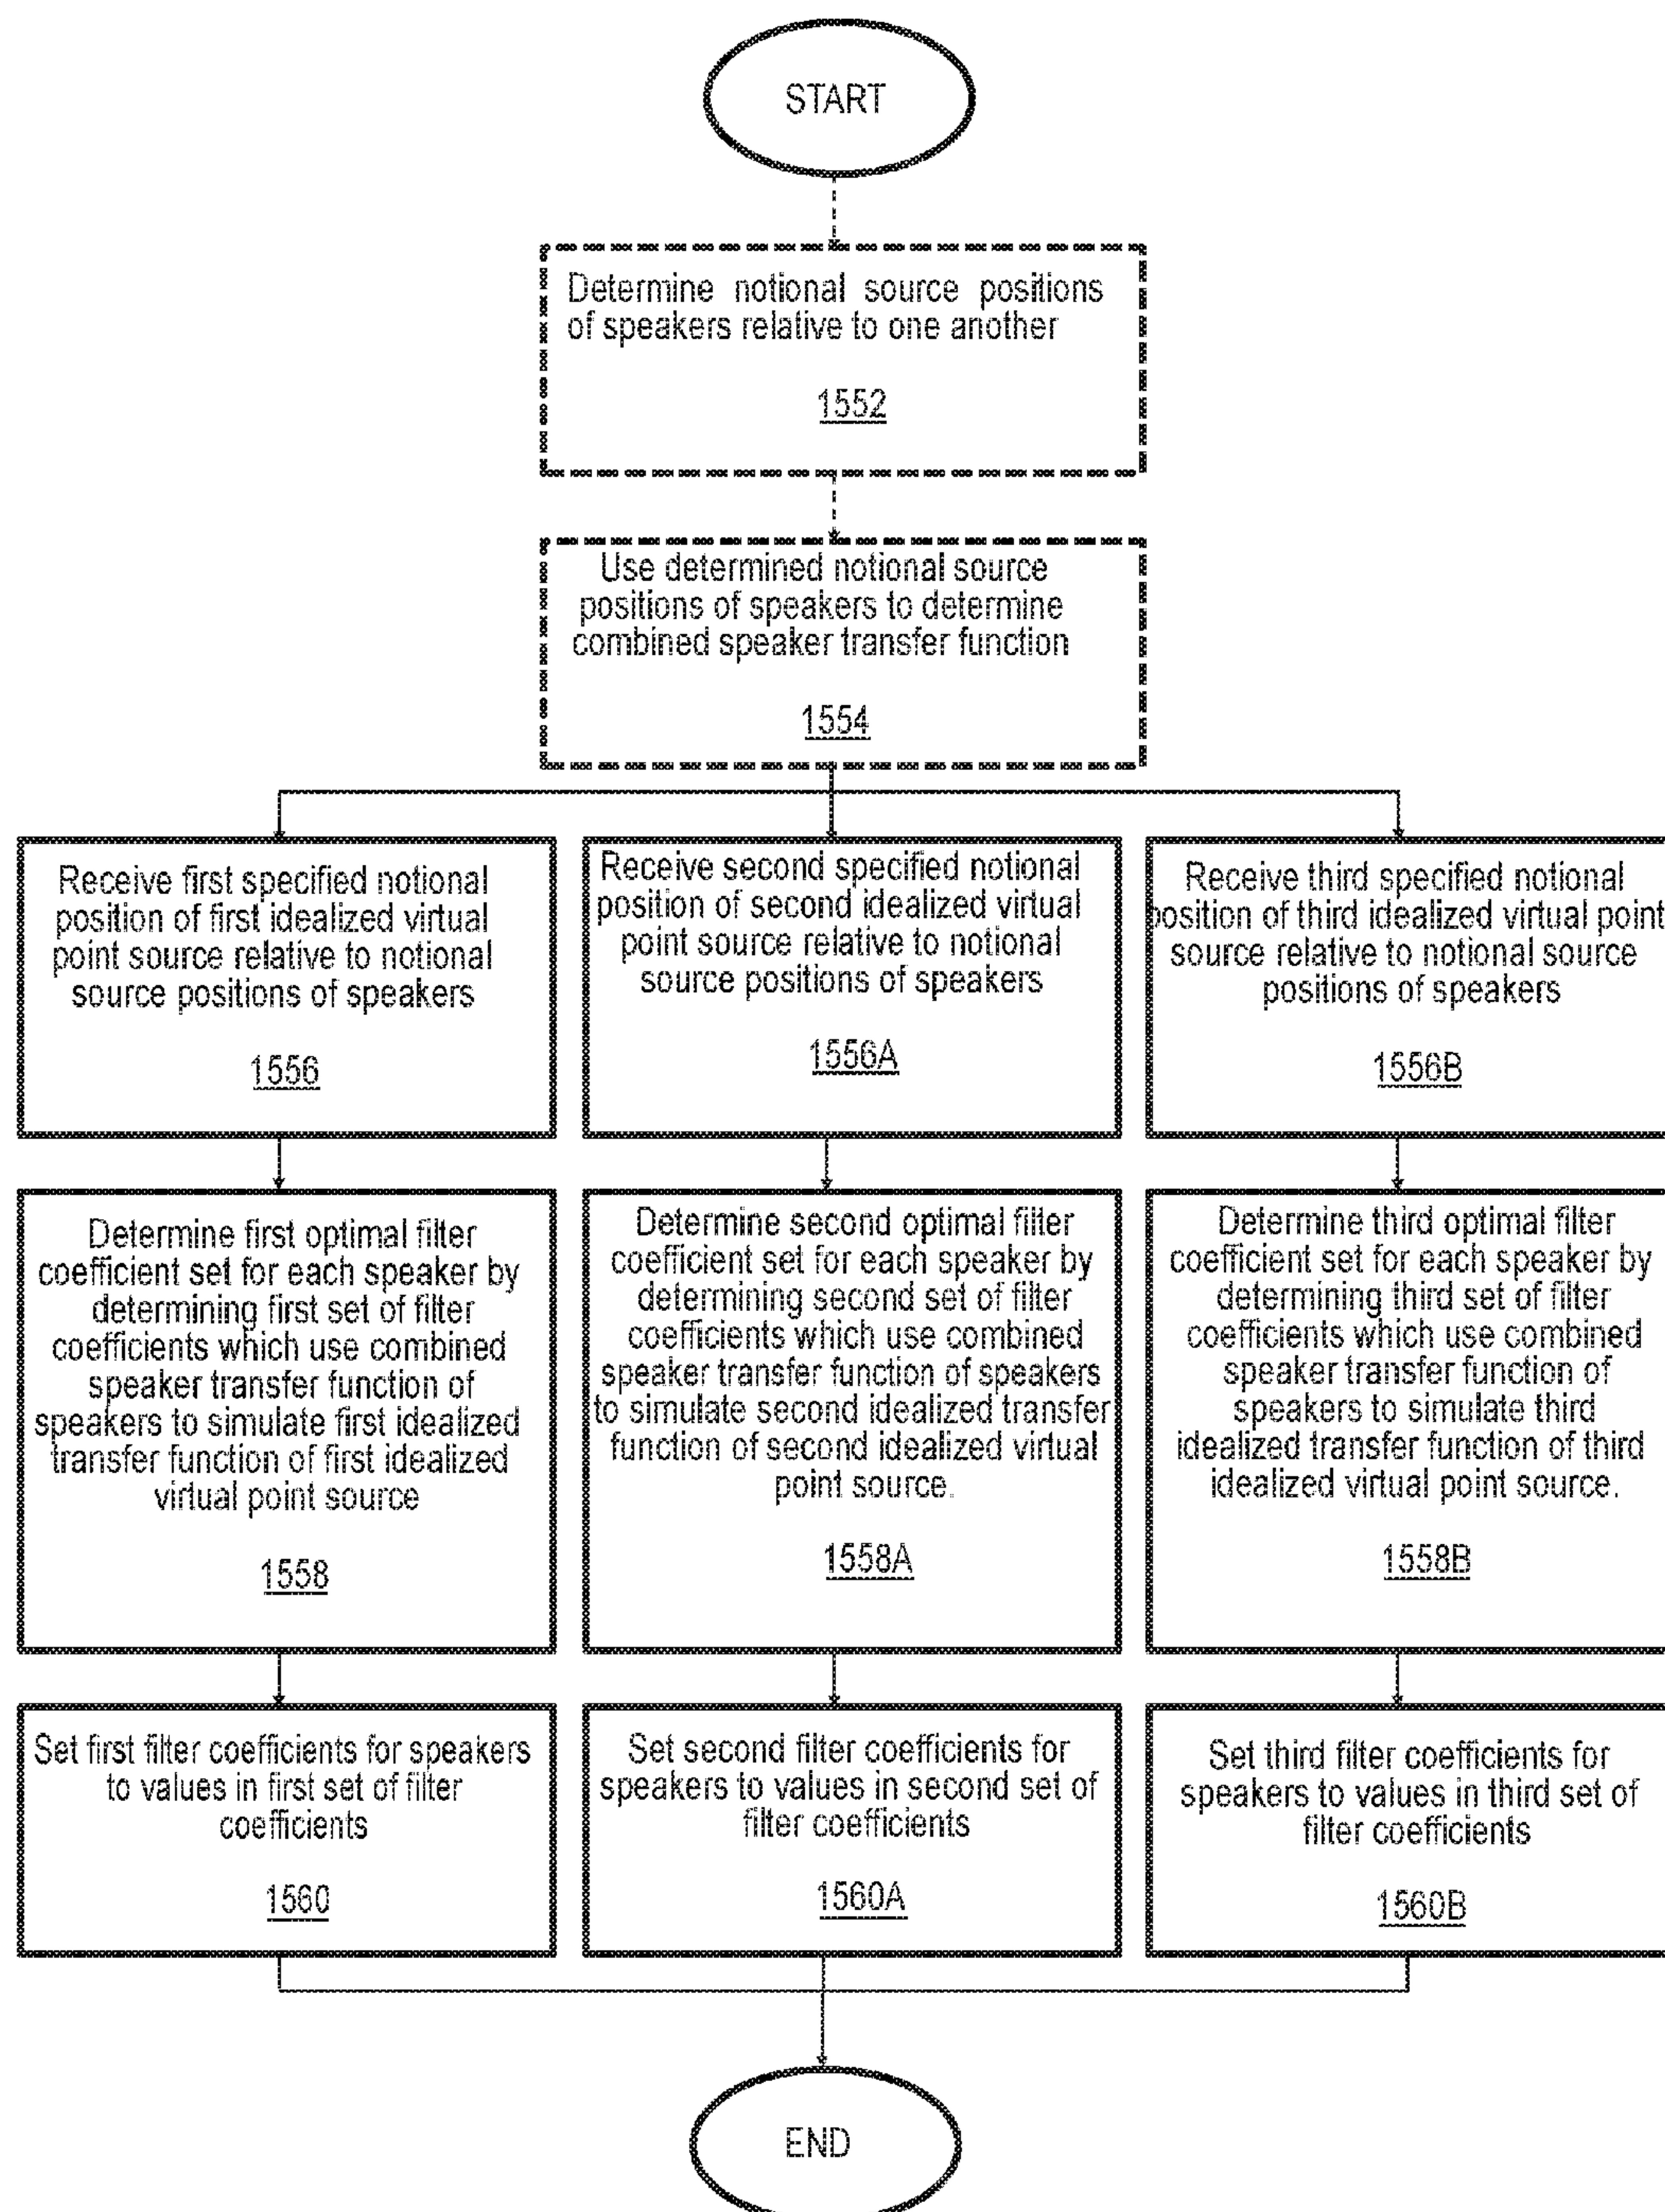 START
Determine notional source positions
of speakers relative to one another
1552
Use determined notional source
positions of speakers to determine
combined speaker transfer function
1554
Receive first specified notional
position of first idealized virtual
point source relative to notional
source positions of speakers
1556
Receive second specified notional
position of second idealized virtual
point source relative to notional
source positions of speakers
1556A
Receive third specified notional
position of third idealized virtual point
source relative to notional source
positions of speakers
1556B
Determine first optimal filter
coefficient set for each speaker by
determining first set of filter
coefficients which use combined
speaker transfer function of
speakers to simulate first idealized
transfer function of first idealized
virtual point source
1558
Determine second optimal filter
coefficient set for each speaker by
determining second set of filter
coefficients which use combined
speaker transfer function of speakers
to simulate second idealized transfer
function of second idealized virtual
point source.
1558A
Determine third optimal filter
coefficient set for each speaker by
determining third set of filter
coefficients which use combined
speaker transfer function of
speakers to simulate third
idealized transfer function of third
idealized virtual point source.
1558B
Set first filter coefficients for speakers
to values in first set of filter
coefficients
1560
Set second filter coefficients for
speakers to values in second set of
filter coefficients
1560A
Set third filter coefficients for
speakers to values in third set of
filter coefficients
1560B
END